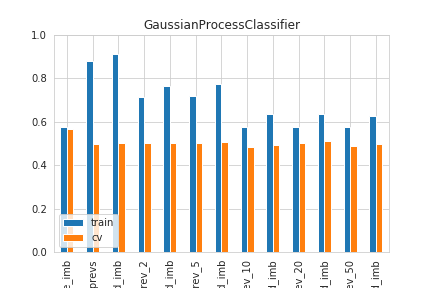 GaussianProcessClassifier
1.0
0.8
0.6
0.4
0.2
0.0
train
cv
e_imb
prevs
d_imb
rev_2
d_imb
rev_5
d_imb
ev_10
d_imb
ev_20
d_imb
ev_50
d_imb